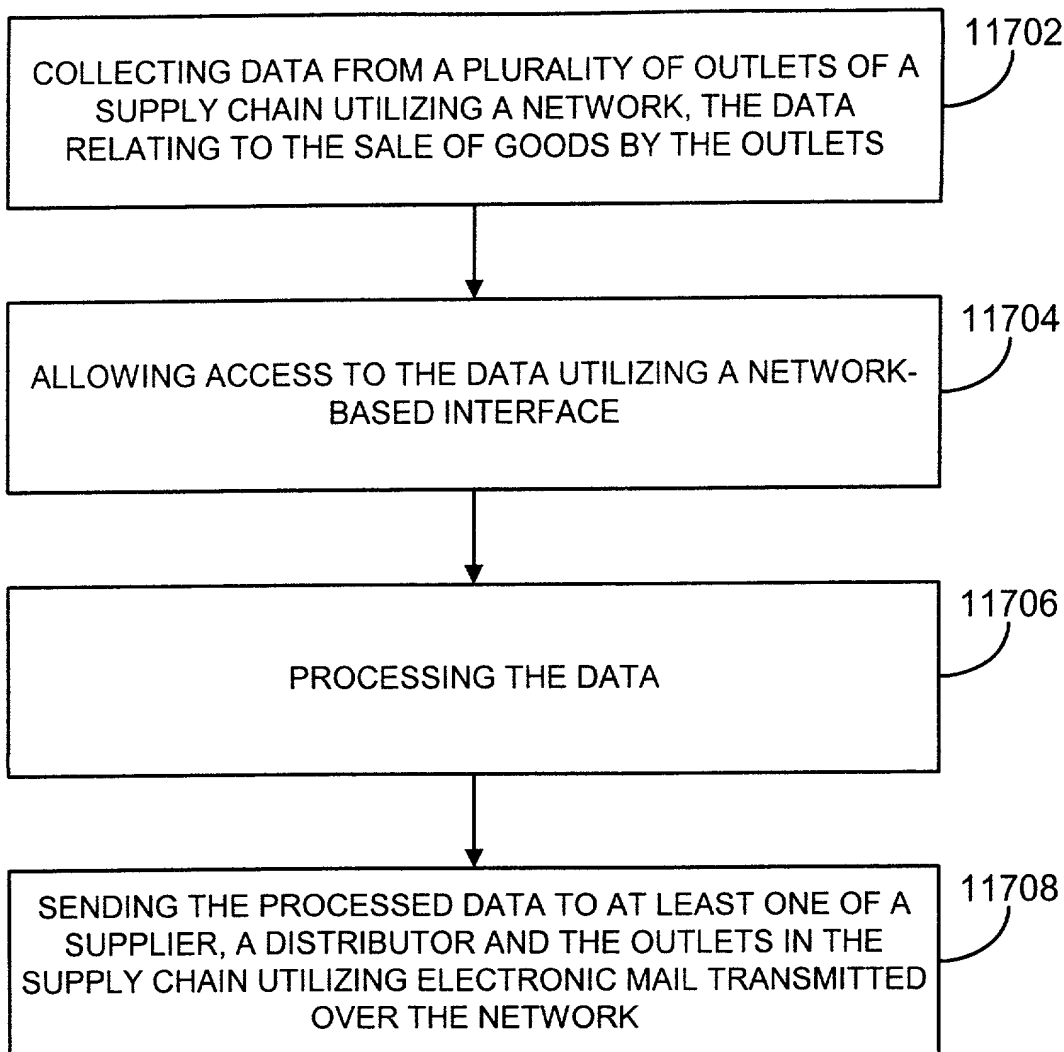 11702
COLLECTING DATA FROM A PLURALITY OF OUTLETS OF A
SUPPLY CHAIN UTILIZING A NETWORK, THE DATA
RELATING TO THE SALE OF GOODS BY THE OUTLETS
11704
ALLOWING ACCESS TO THE DATA UTILIZING A NETWORK-
BASED INTERFACE
11706
PROCESSING THE DATA
11708
SENDING THE PROCESSED DATA TO AT LEAST ONE OF A
SUPPLIER, A DISTRIBUTOR AND THE OUTLETS IN THE
SUPPLY CHAIN UTILIZING ELECTRONIC MAIL TRANSMITTED
OVER THE NETWORK